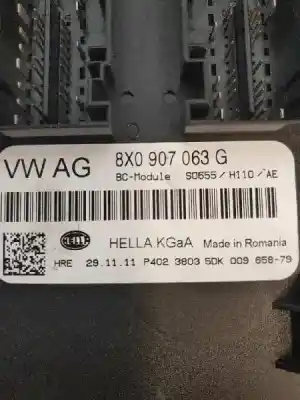 VW AG 8X0 907 063 G
BC-Module S0655/H110/AE
HELLA HELLA KGaA Made in Romania
HRE 29.11.11 P402 3803 5DK 009 658-79